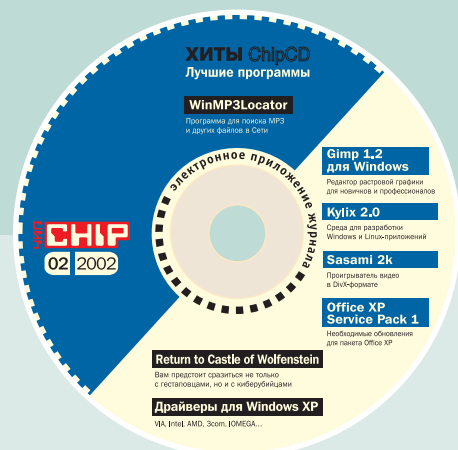 ХИТЫ ChipCD
Лучшие программы
WinMP3Locator
Программа для поиска MP3
и других файлов в Сети
электронное приложение журнала
Gimp 1.2
для Windows
Редактор растровой графики
для новичков и профессионалов
Kylix 2.0
Среда для разработки
Windows и Linux-приложений
Sasami 2k
Проигрыватель видео
в DivX-формате
Office XP
Service Pack 1
Необходимые обновления
для пакета Office XP
ЧИП
CHIP
02 2002
Return to Castle of Wolfenstein
Вам предстоит сразиться не только
с гестаповцами, но и с киберубийцами
Драйверы для Windows XP
VIA, Intel, AMD, 3com, IOMEGA...